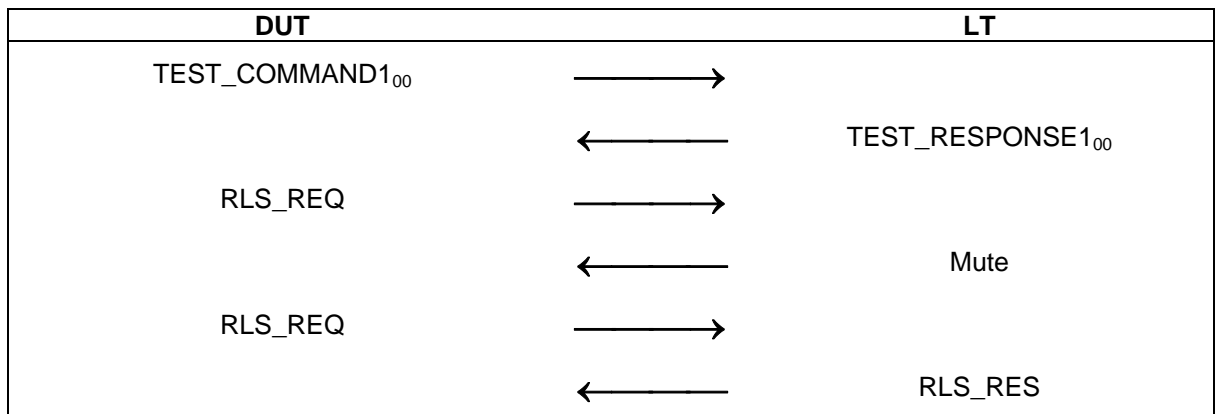 DUT LT
TEST_COMMAND1₀₀
TEST_RESPONSE1₀₀
RLS_REQ
Mute
RLS_REQ
RLS_RES